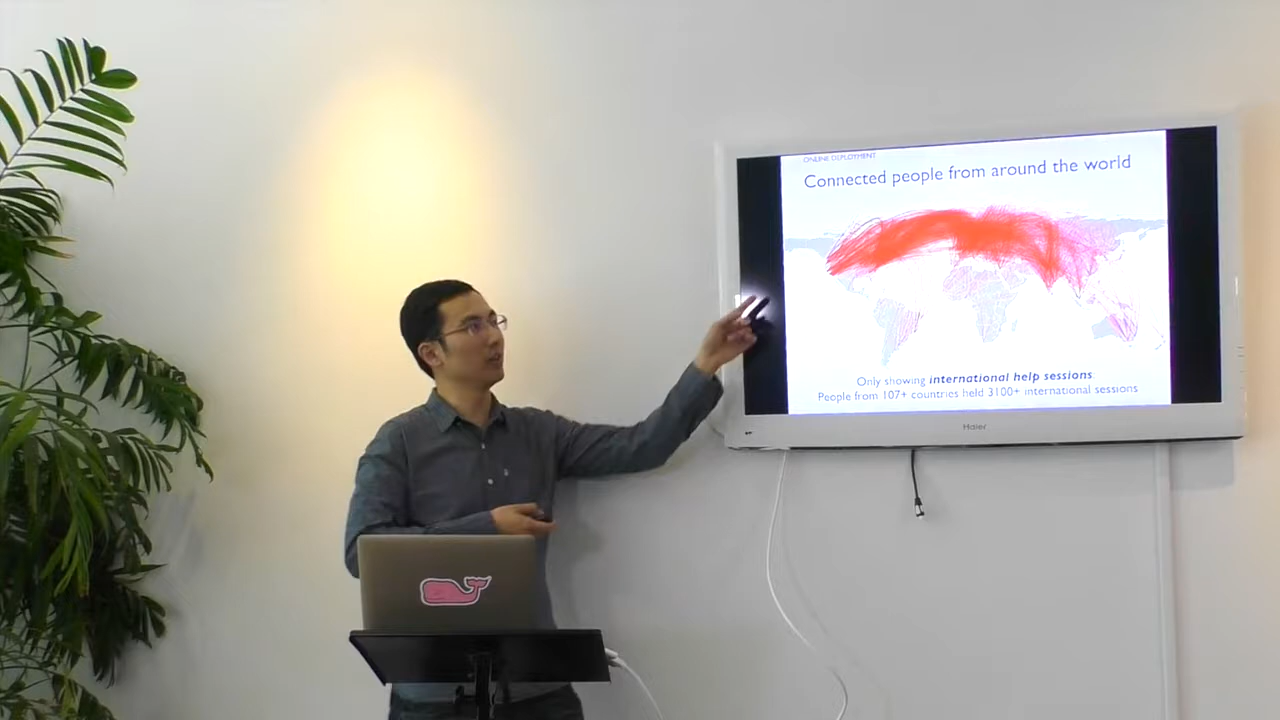 ONLINE DEPLOYMENT
Connected people from around the world
Only showing international help sessions.
People from 107+ countries held 3100+ international sessions
Haier